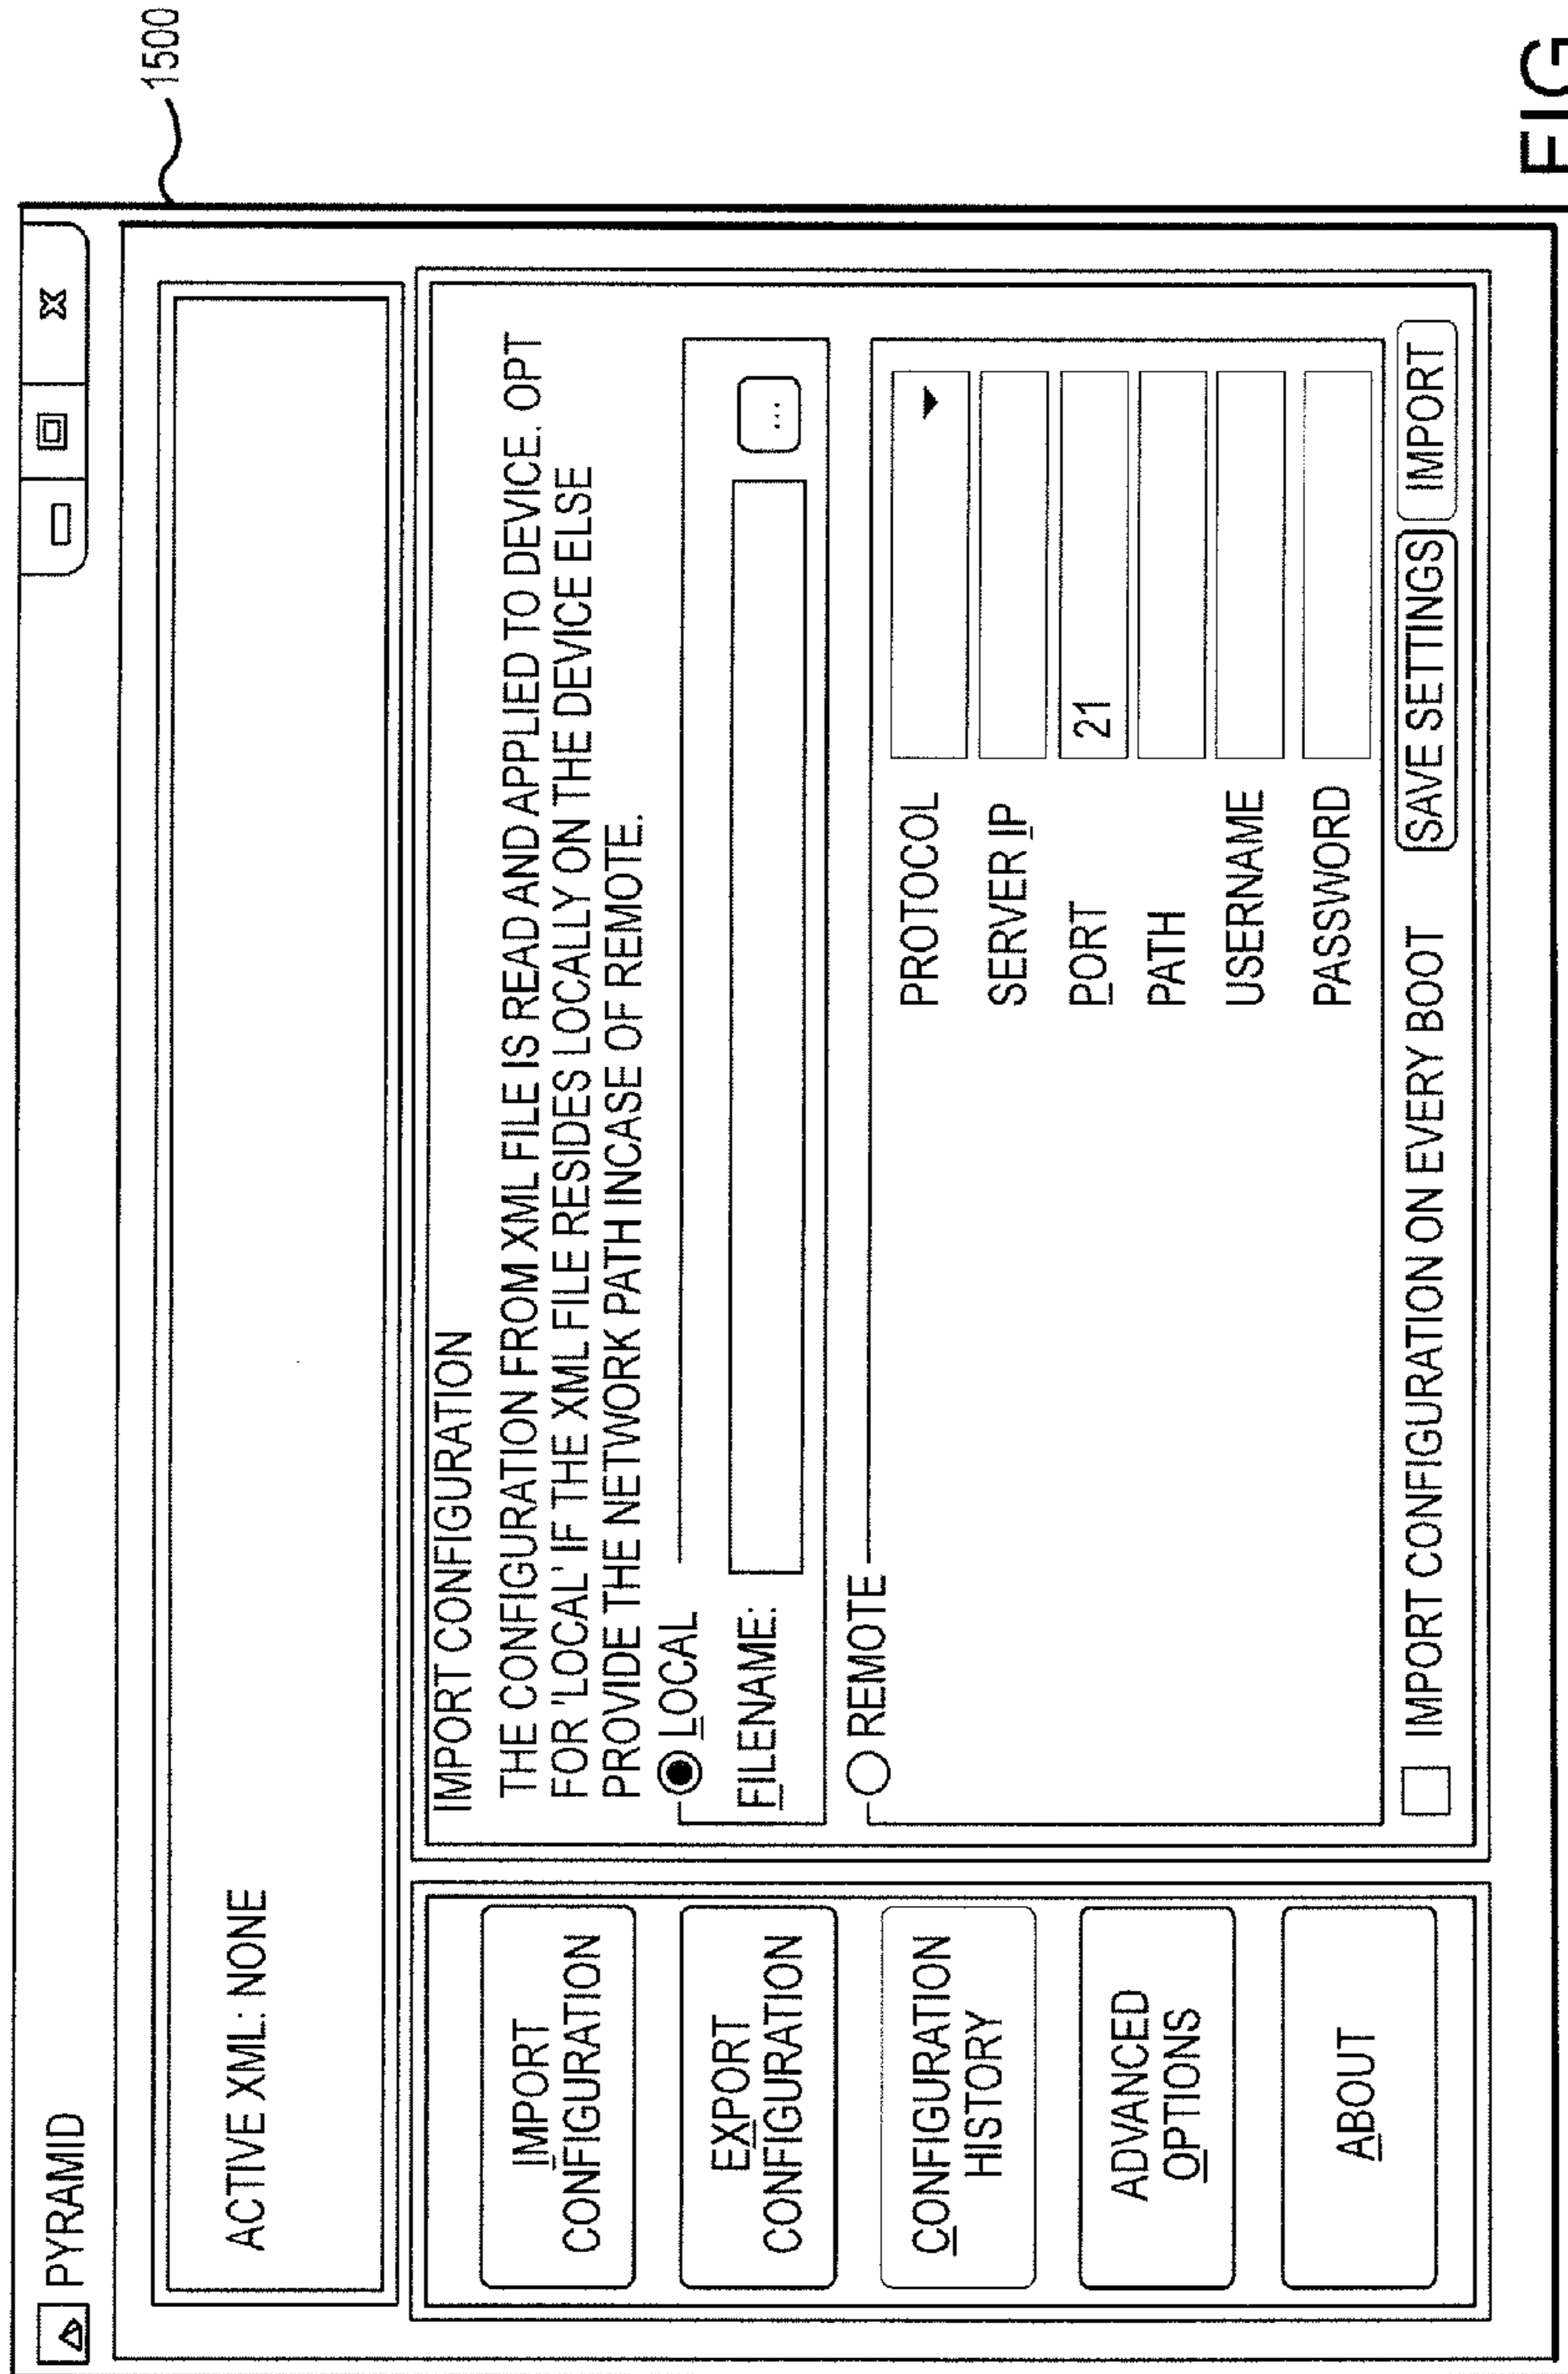 PYRAMID
X
1500
ACTIVE XML: NONE
IMPORT
CONFIGURATION
EXPORT
CONFIGURATION
CONFIGURATION
HISTORY
ADVANCED
OPTIONS
ABOUT
IMPORT CONFIGURATION
THE CONFIGURATION FROM XML FILE IS READ AND APPLIED TO DEVICE. OPT
FOR 'LOCAL' IF THE XML FILE RESIDES LOCALLY ON THE DEVICE ELSE
PROVIDE THE NETWORK PATH INCASE OF REMOTE.
LOCAL
FILENAME:
...
REMOTE
PROTOCOL
SERVER IP
PORT 21
PATH
USERNAME
PASSWORD
IMPORT CONFIGURATION ON EVERY BOOT SAVE SETTINGS IMPORT
FIG